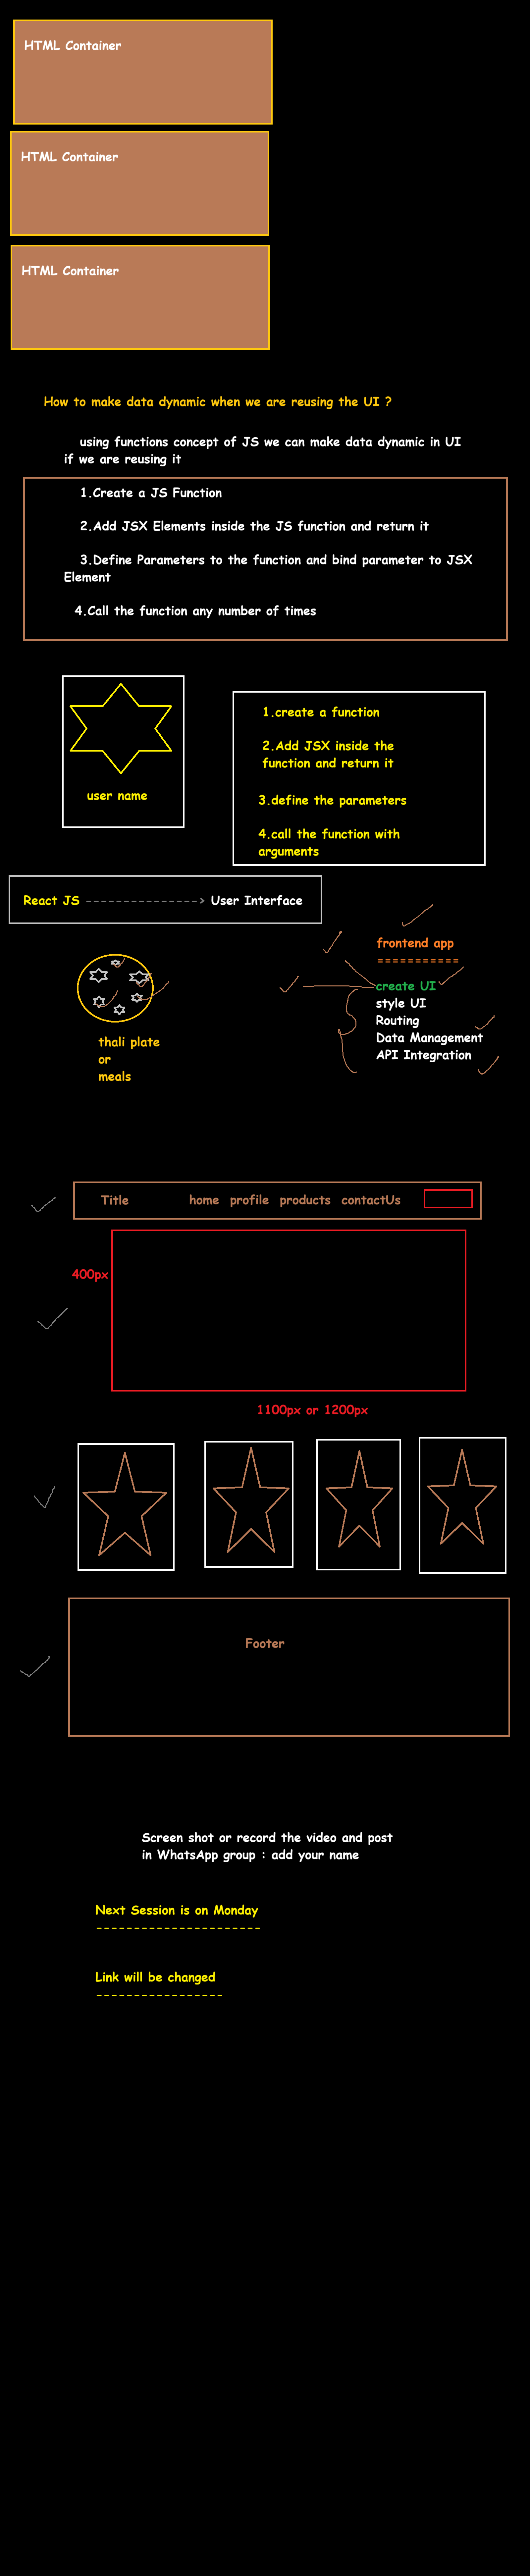 HTML Container
HTML Container
HTML Container
How to make data dynamic when we are reusing the UI ?
using functions concept of JS we can make data dynamic in UI
if we are reusing it
1.Create a JS Function
2.Add JSX Elements inside the JS function and return it
3.Define Parameters to the function and bind parameter to JSX
Element
4.Call the function any number of times
user name
1.create a function
2.Add JSX inside the
function and return it
3.define the parameters
4.call the function with
arguments
React JS ---------------> User Interface
frontend app
===========
create UI
style UI
Routing
Data Management
API Integration
thali plate
or
meals
Title home profile products contactUs
400px
1100px or 1200px
Footer
Screen shot or record the video and post
in WhatsApp group : add your name
Next Session is on Monday
----------------------
Link will be changed
-----------------